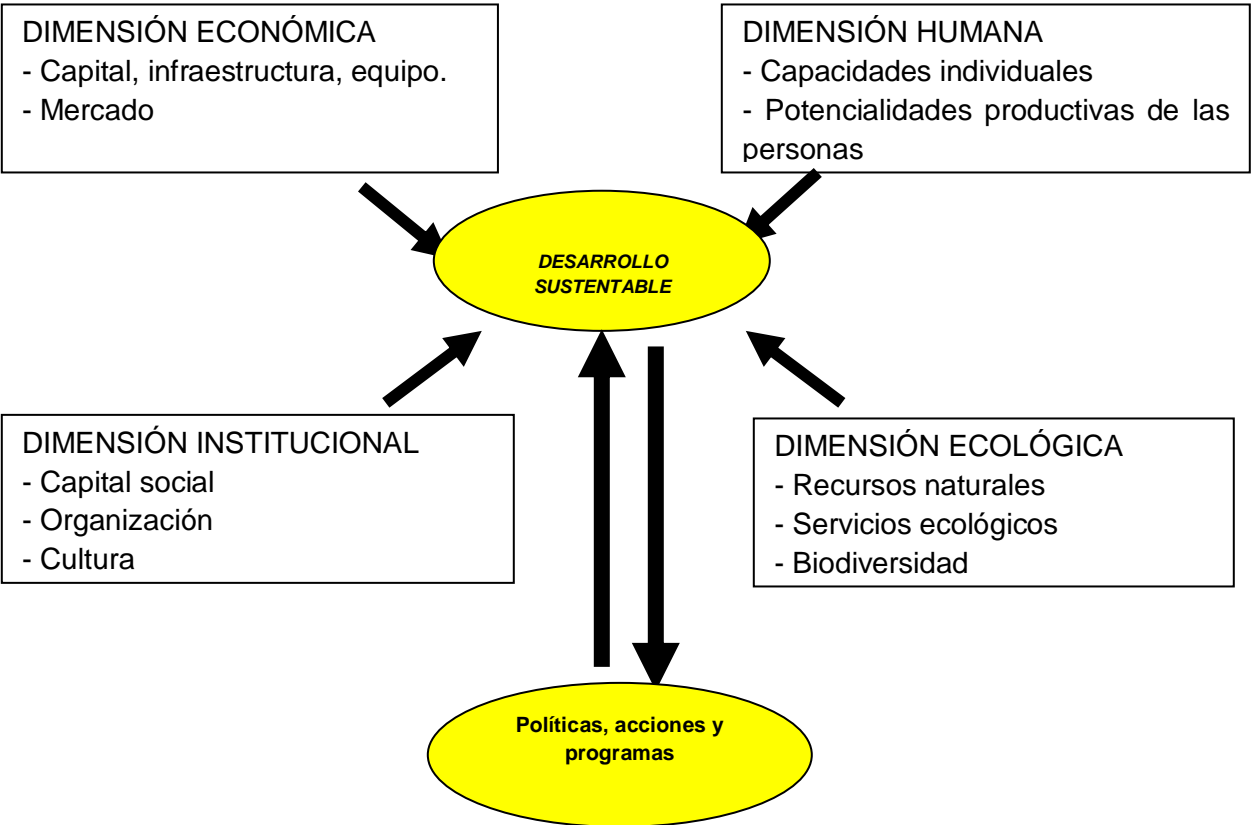 DIMENSIÓN ECONÓMICA
- Capital, infraestructura, equipo.
- Mercado
DIMENSIÓN HUMANA
- Capacidades individuales
- Potencialidades productivas de las
personas
DESARROLLO
SUSTENTABLE
DIMENSIÓN INSTITUCIONAL
- Capital social
- Organización
- Cultura
DIMENSIÓN ECOLÓGICA
- Recursos naturales
- Servicios ecológicos
- Biodiversidad
Políticas, acciones y
programas